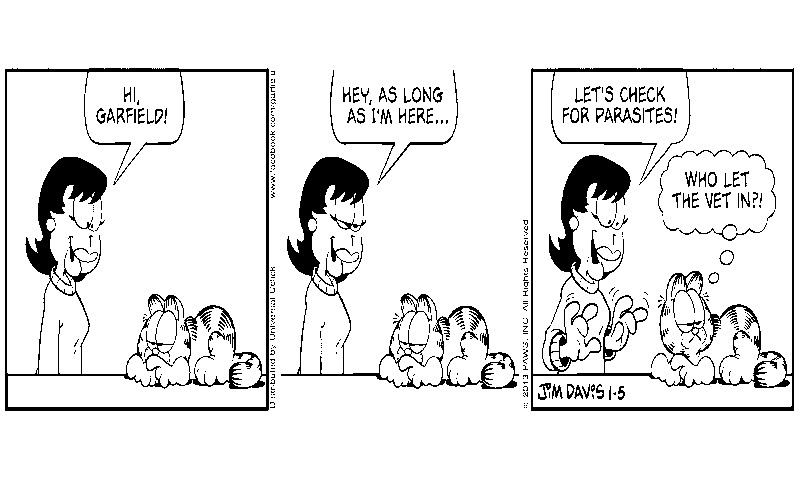 HI,
GARFIELD!
HEY, AS LONG
AS I'M HERE...
LET'S CHECK
FOR PARASITES!
WHO LET
THE VET IN?!
JIM DAVIS 1-5
© 2013 PAWS, INC. All Rights Reserved
Distributed by Universal Uclick